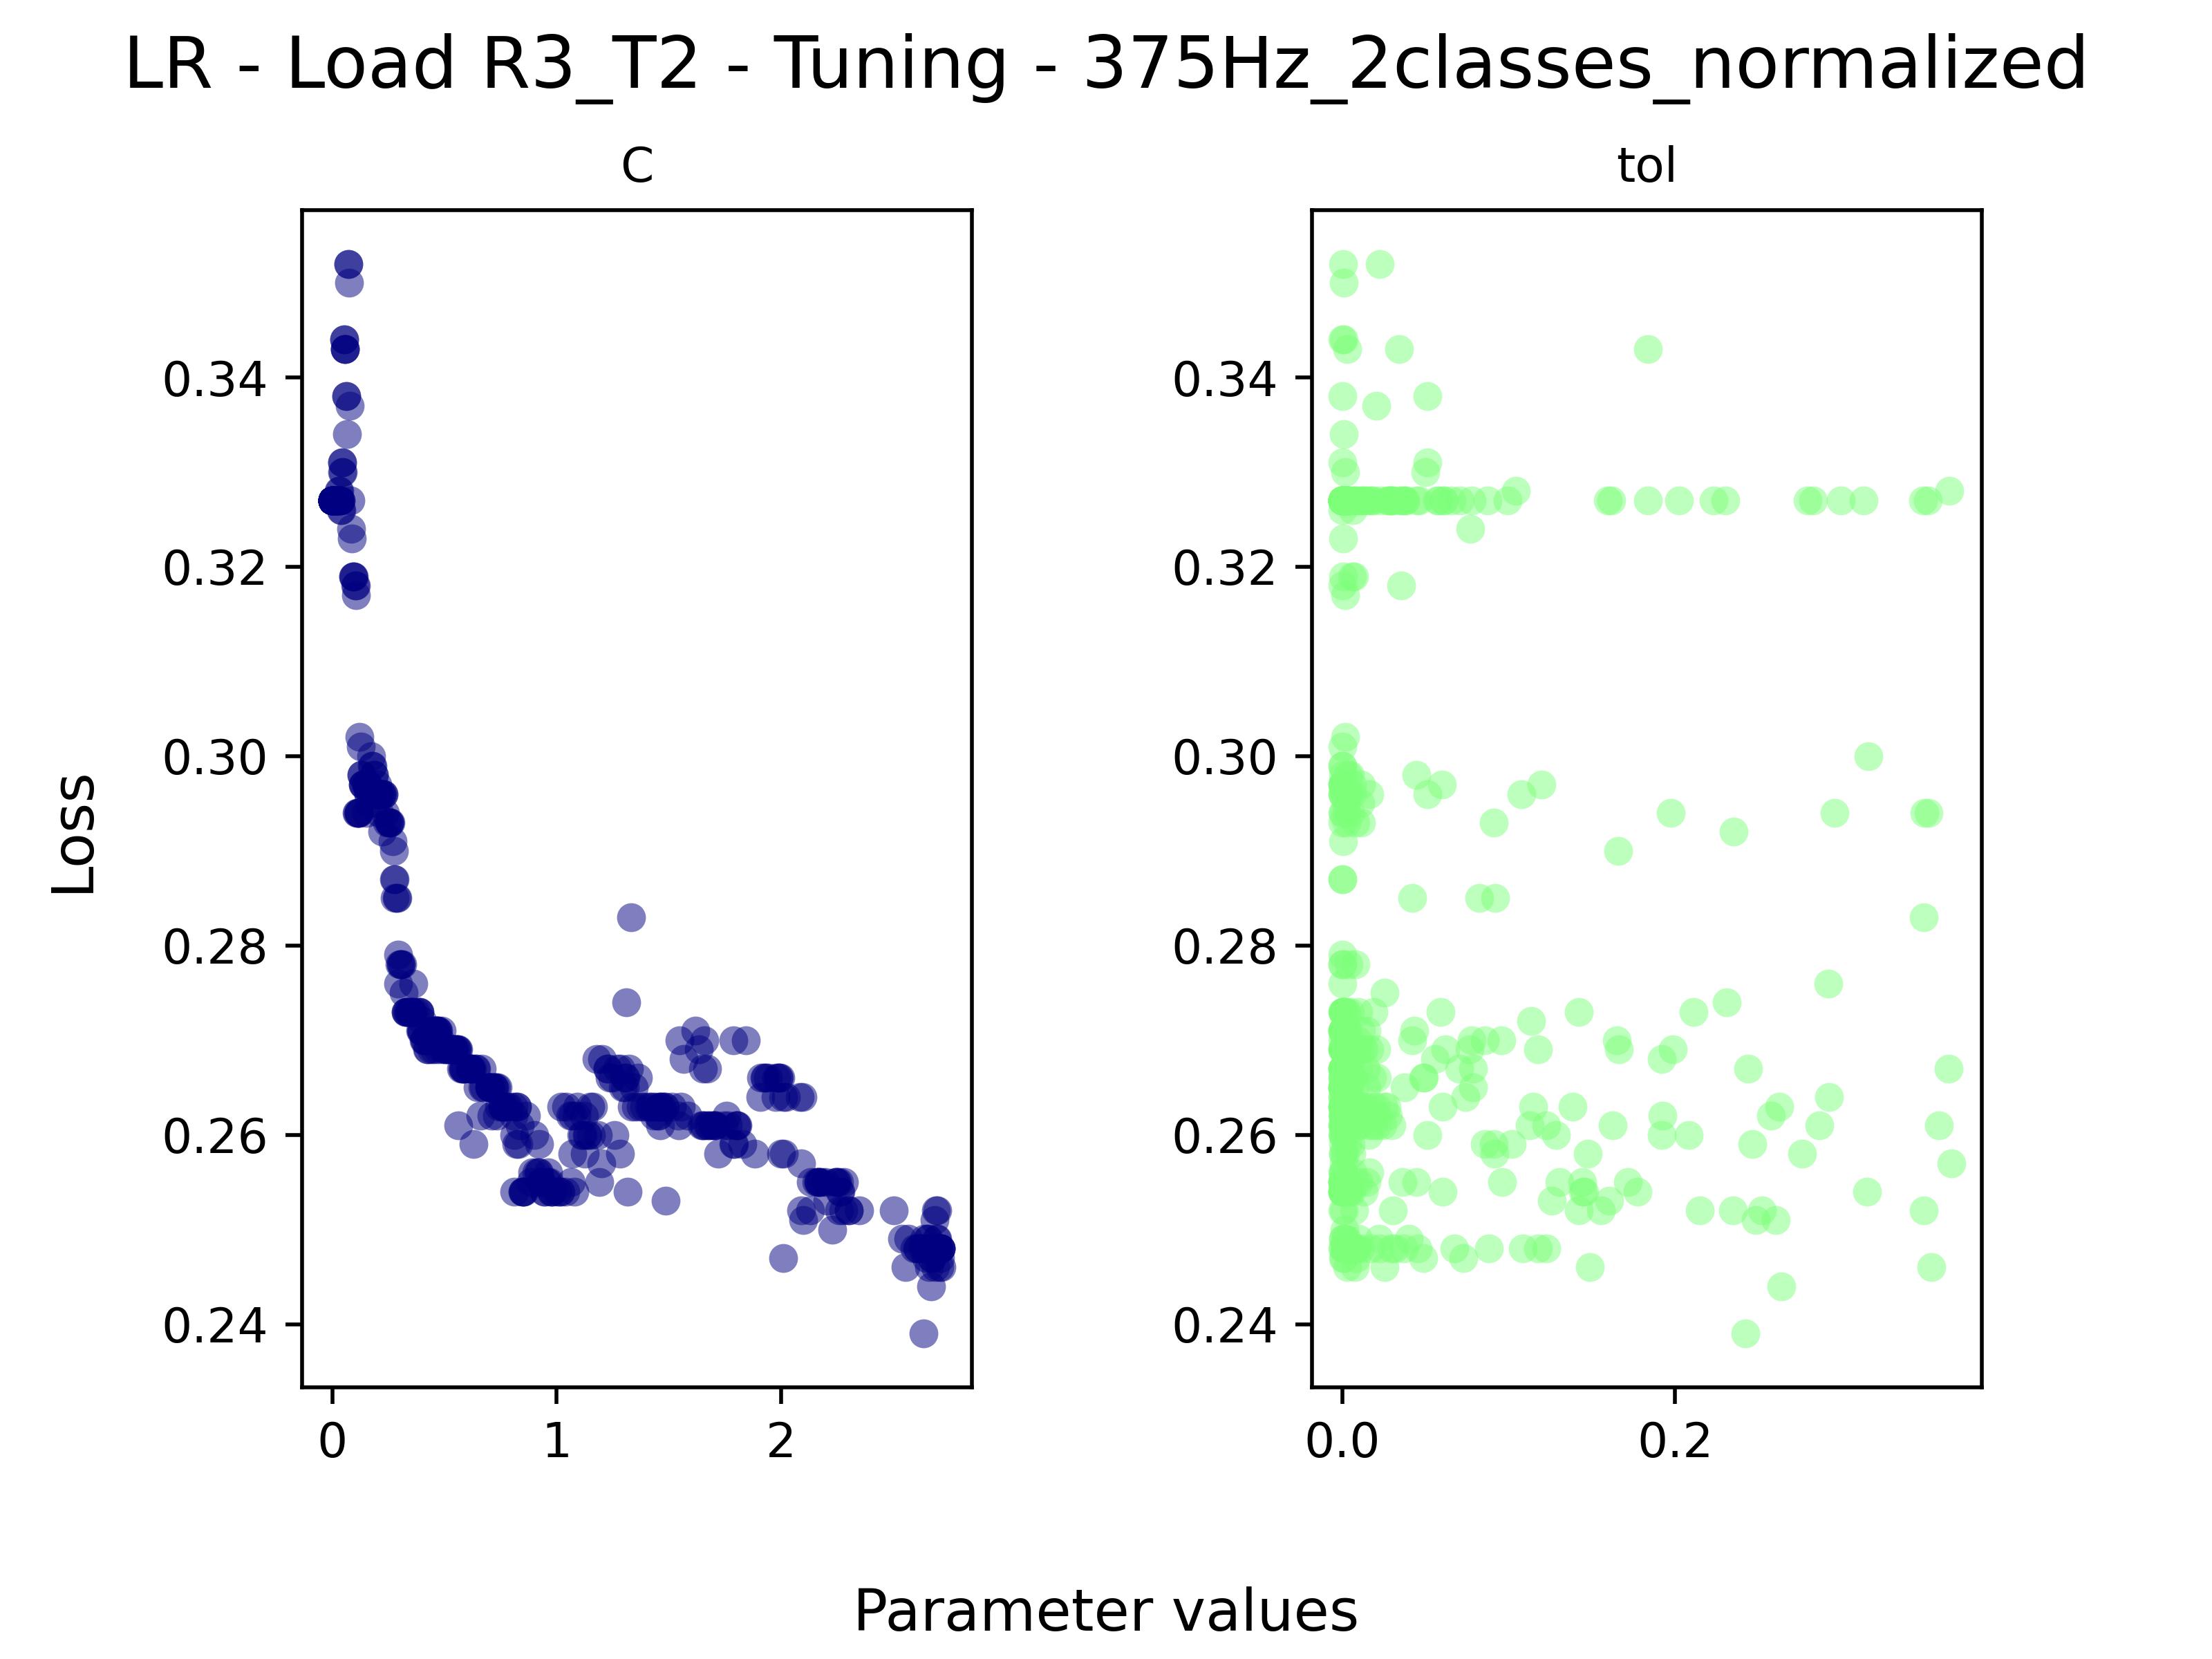 LR - Load R3_T2 - Tuning - 375Hz_2classes_normalized
C
tol
Loss
0.34
0.32
0.30
0.28
0.26
0.24
0.34
0.32
0.30
0.28
0.26
0.24
0 1 2
0.0 0.2
Parameter values